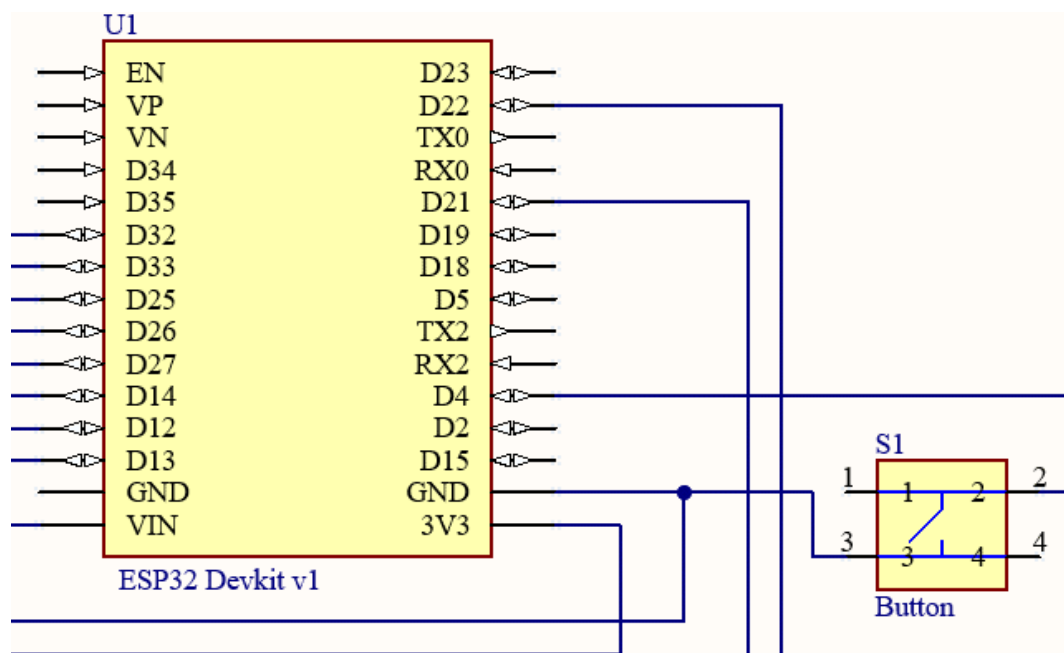 U1
EN D23
VP D22
VN TX0
D34 RX0
D35 D21
D32 D19
D33 D18
D25 D5
D26 TX2
D27 RX2
D14 D4
D12 D2
D13 D15
GND GND
VIN 3V3
ESP32 Devkit v1
S1
1 1 2 2
3 3 4 4
Button